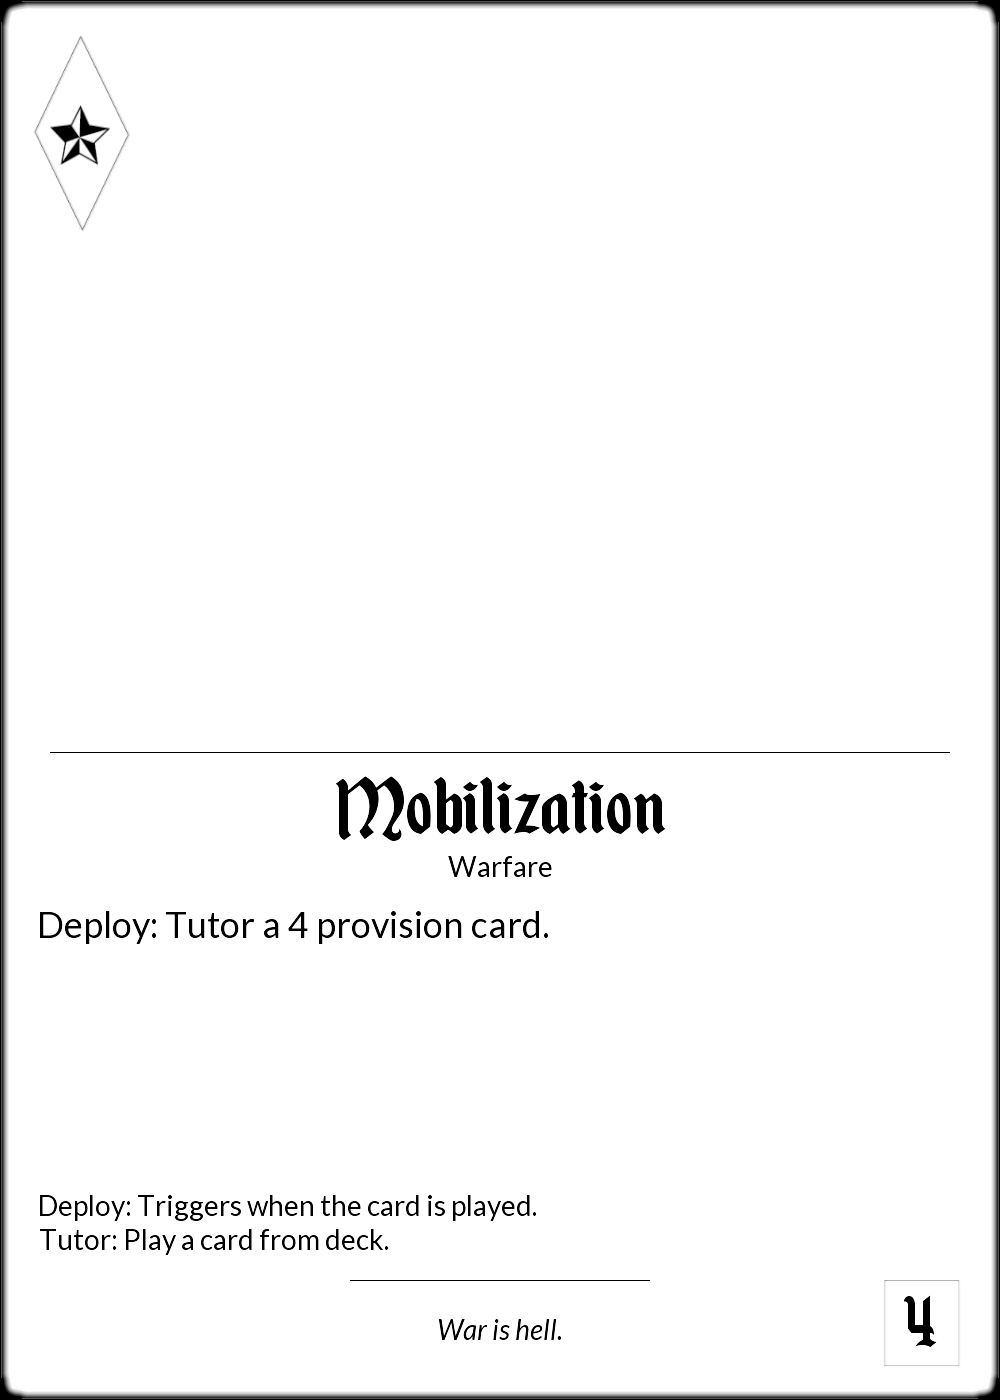 Mobilization
Warfare
Deploy: Tutor a 4 provision card.
Deploy: Triggers when the card is played.
Tutor: Play a card from deck.
War is hell.
4